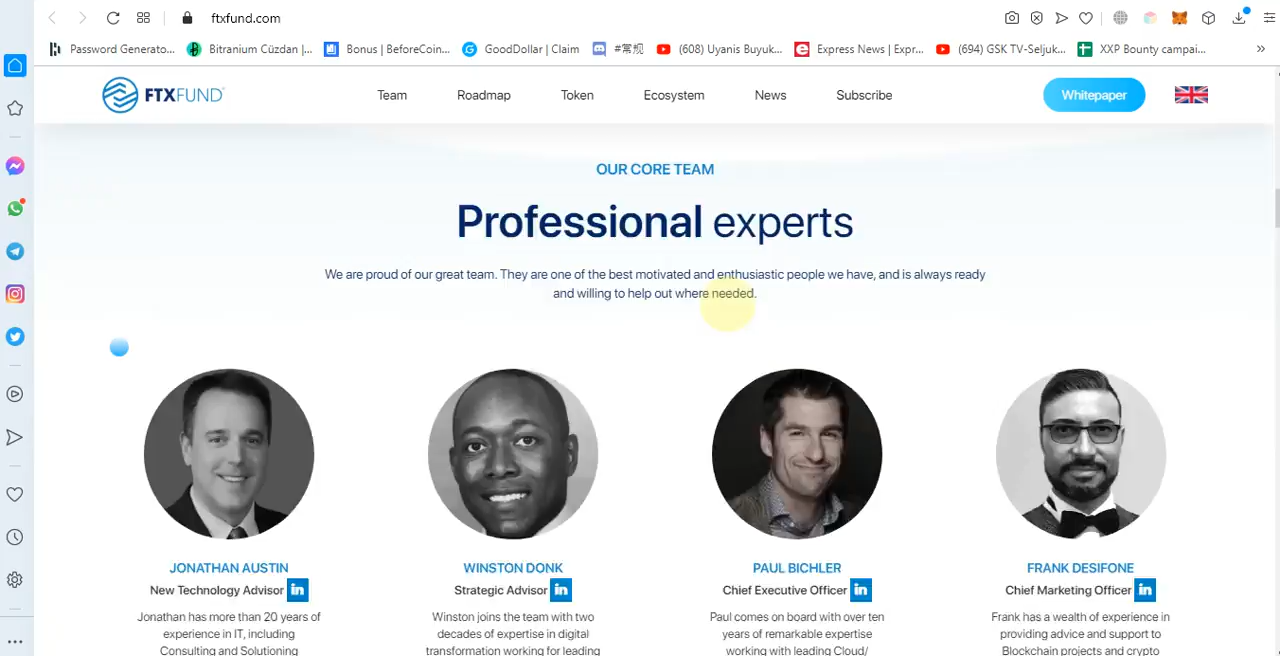 ftxfund.com
Password Generato...
Bitranium Cüzdan |...
Bonus | BeforeCoin...
GoodDollar | Claim
#常规
(608) Uyanis Buyuk...
Express News | Expr...
(694) GSK TV-Seljuk...
XXP Bounty campai...
»
FTXFUND
Team
Roadmap
Token
Ecosystem
News
Subscribe
Whitepaper
OUR CORE TEAM
Professional experts
We are proud of our great team. They are one of the best motivated and enthusiastic people we have, and is always ready
and willing to help out where needed.
JONATHAN AUSTIN
New Technology Advisor in
Jonathan has more than 20 years of
experience in IT, including
Consulting and Solutioning
WINSTON DONK
Strategic Advisor in
Winston joins the team with two
decades of expertise in digital
transformation working for leading
PAUL BICHLER
Chief Executive Officer in
Paul comes on board with over ten
years of remarkable expertise
working with leading Cloud/
FRANK DESIFONE
Chief Marketing Officer in
Frank has a wealth of experience in
providing advice and support to
Blockchain projects and crypto